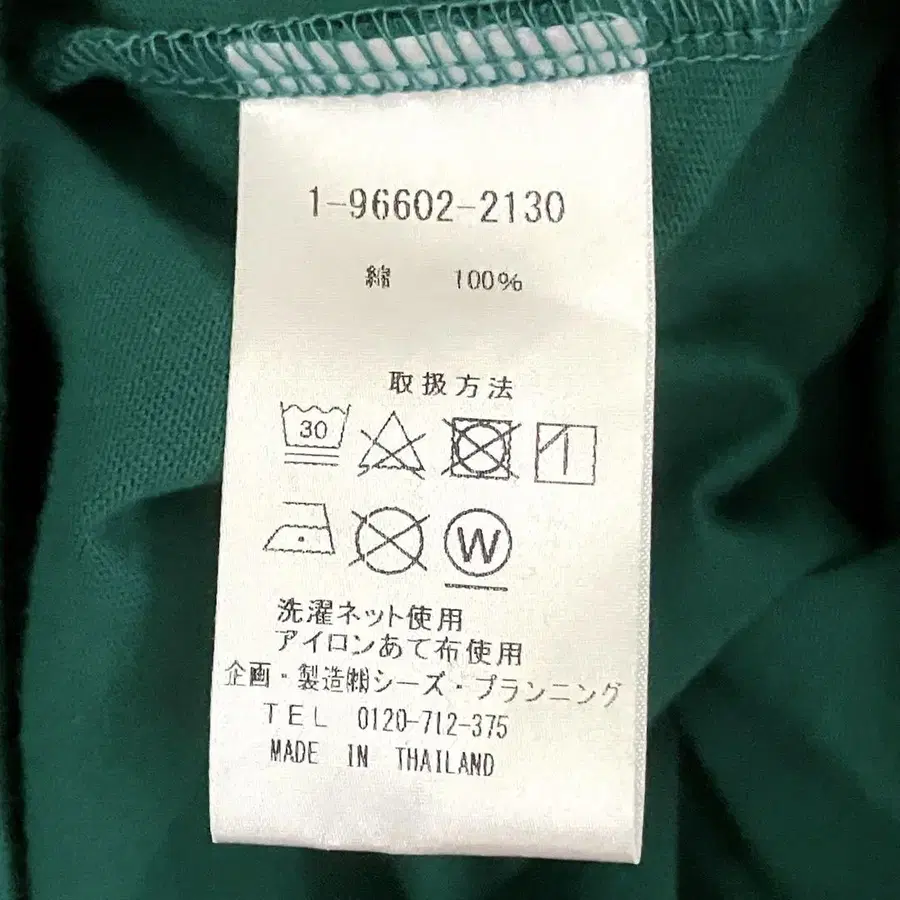 1-96602-2130
綿 100%
取扱方法
30
W
洗濯ネット使用
アイロンあて布使用
企画・製造㈱シーズ・プランニング
TEL 0120-712-375
MADE IN THAILAND